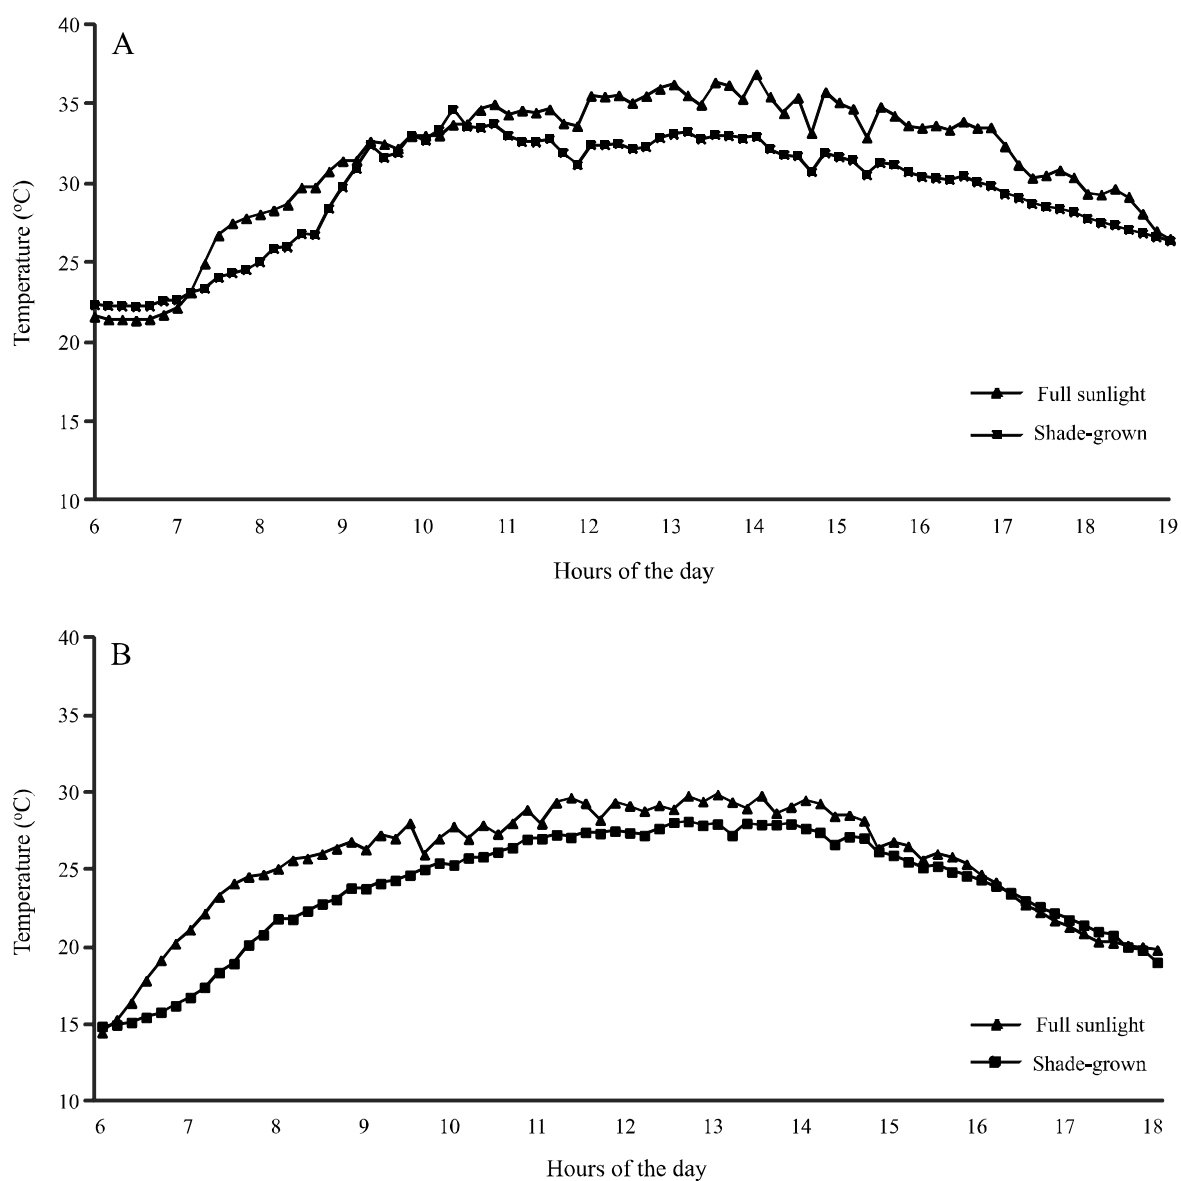 A
40
35
30
25
20
15
10
Temperature (ºC)
Full sunlight
Shade-grown
6 7 8 9 10 11 12 13 14 15 16 17 18 19
Hours of the day
B
40
35
30
25
20
15
10
Temperature (ºC)
Full sunlight
Shade-grown
6 7 8 9 10 11 12 13 14 15 16 17 18
Hours of the day